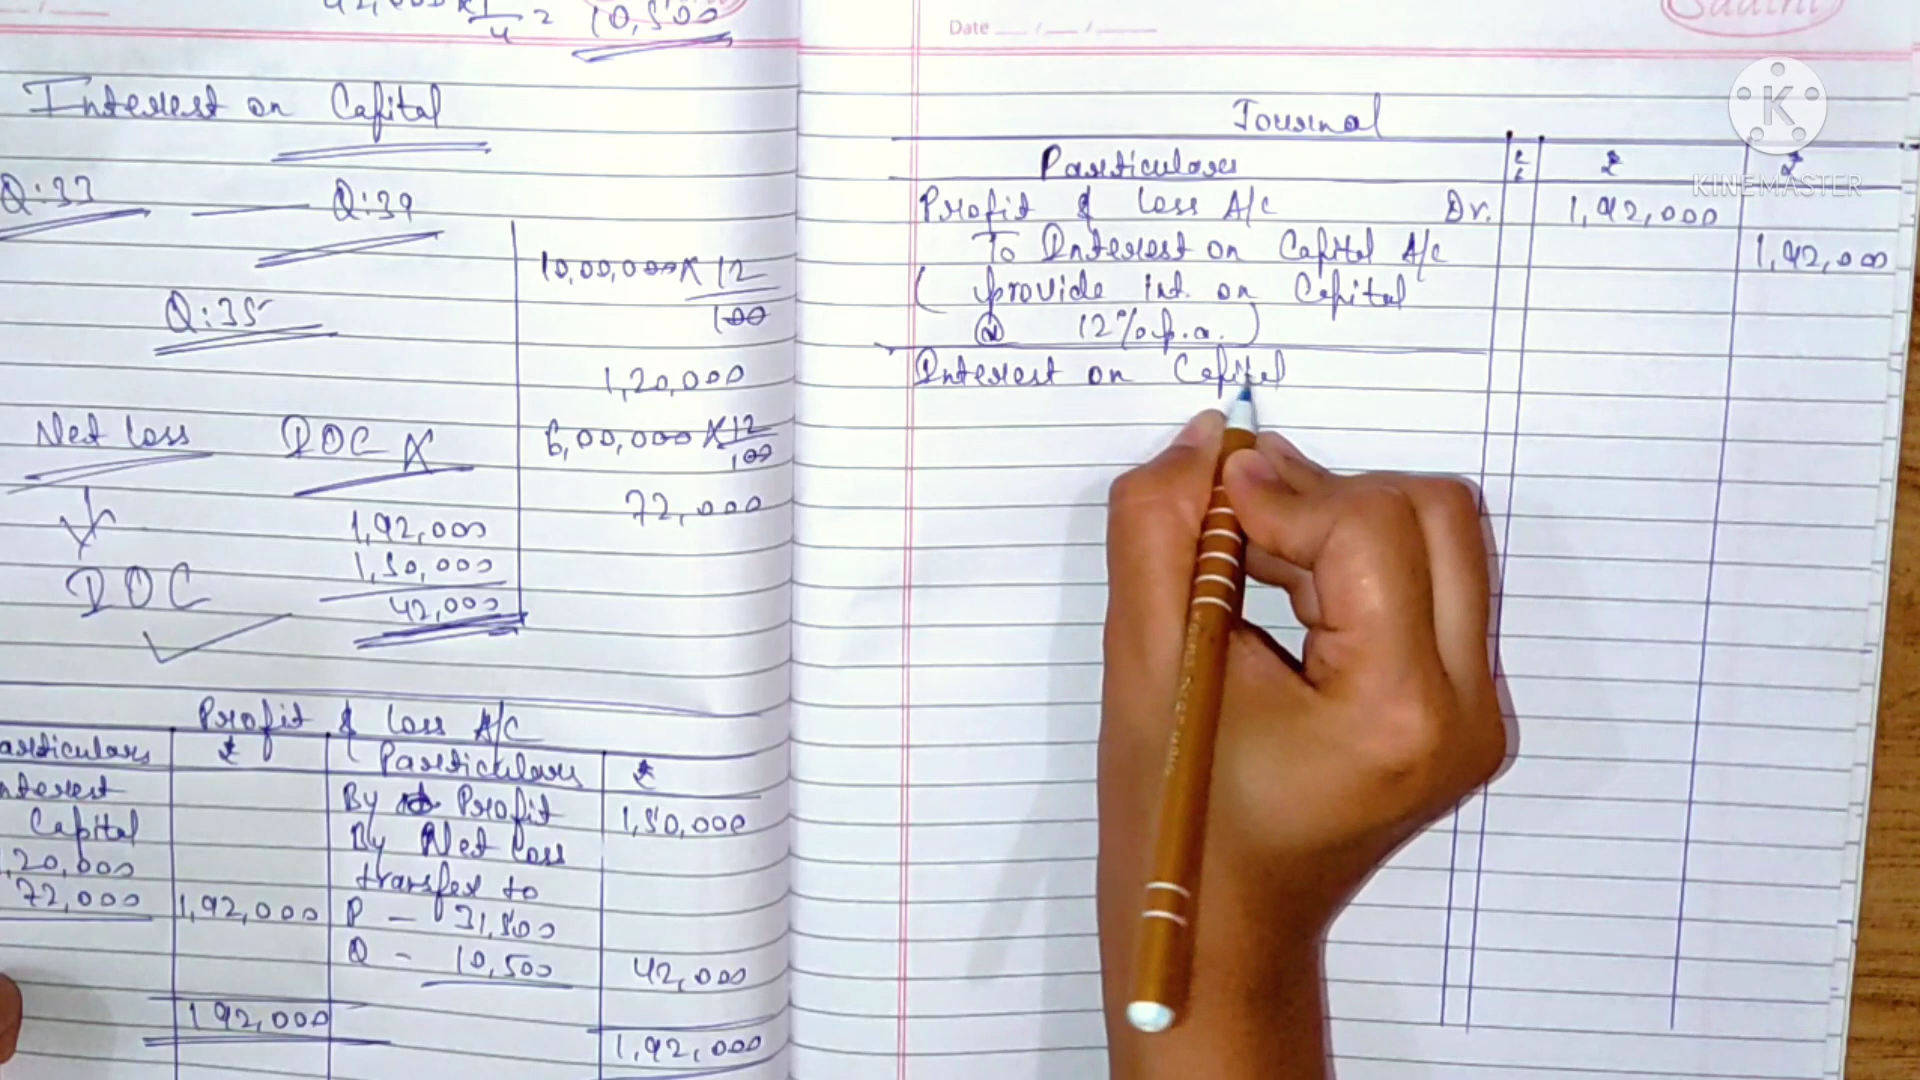 42,000 x 1/4 = 10,500
Interest on Capital
Q:33 Q:34
Q:35
10,00,000 x 12/100
1,20,000
6,00,000 x 12/100
72,000
Net Loss IOC X
1,92,000
1,50,000
42,000
IOC
Profit & Loss A/c
articulars ₹ Particulars ₹
nterest By Profit 1,50,000
Capital By Net Loss
,20,000 transfer to
72,000 1,92,000 P - 31,500
Q - 10,500 42,000
192,000 1,92,000
Date
Saathi
Journal
Particulars ₹ ₹
Profit & Loss A/c Dr. 1,92,000
To Interest on Capital A/c 1,92,000
( provide int. on Capital
@ 12% p.a. )
Interest on Capital
K
KINEMASTER